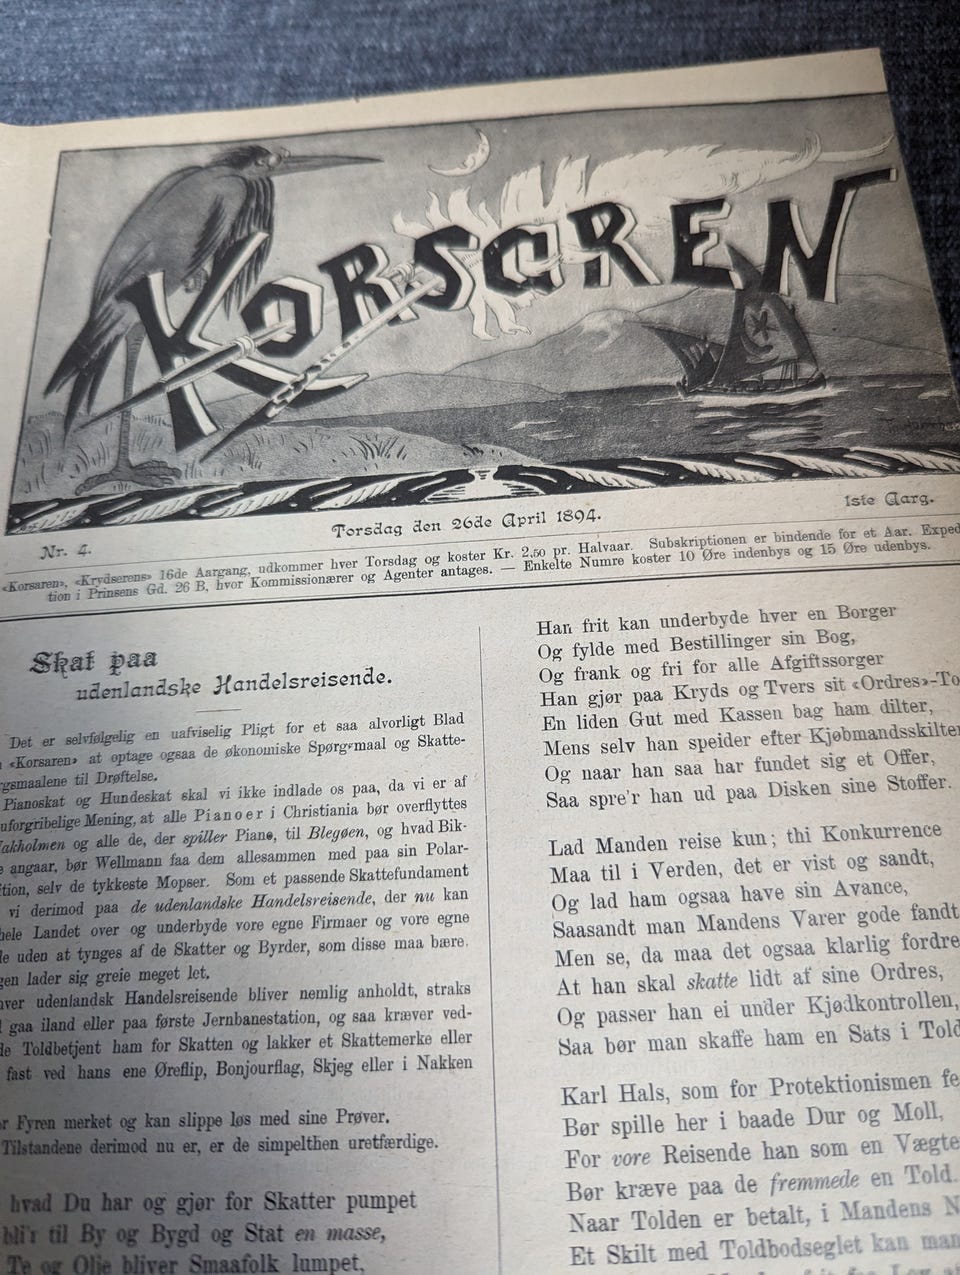 KORSAREN
Nr. 4.
Torsdag den 26de April 1894.
1ste Aarg.
«Korsaren», «Krydserens» 16de Aargang, udkommer hver Torsdag og koster Kr. 2.50 pr. Halvaar. Subskriptionen er bindende for et Aar.
tion i Prinsens Gd. 26 B, hvor Kommissionærer og Agenter antages. — Enkelte Numre koster 10 Øre indenbys og 15 Øre udenbys.
Skat paa
udenlandske Handelsreisende.
Det er selvfølgelig en uafviselig Pligt for et saa alvorligt Blad
«Korsaren» at optage ogsaa de økonomiske Spørgsmaal og Skatte-
til Drøftelse.
Pianoskat og Hundeskat skal vi ikke indlade os paa, da vi er af
uforgribelige Mening, at alle Pianoer i Christiania bør overflyttes
og alle de, der spiller Piano, til Blegøen, og hvad Bik-
angaar, bør Wellmann faa dem allesammen med paa sin Polar-
selv de tykkeste Mopser. Som et passende Skattefundament
vi derimod paa de udenlandske Handelsreisende, der nu kan
Landet over og underbyde vore egne Firmaer og vore egne
uden at tynges af de Skatter og Byrder, som disse maa bære.
lader sig greie meget let.
udenlandsk Handelsreisende bliver nemlig anholdt, straks
gaa iland eller paa første Jernbanestation, og saa kræver ved-
Toldbetjent ham for Skatten og lakker et Skattemerke eller
fast ved hans ene Øreflip, Bonjourflag, Skjeg eller i Nakken
Fyren merket og kan slippe løs med sine Prøver.
Tilstandene derimod nu er, er de simpelthen uretfærdige.
hvad Du har og gjør for Skatter pumpet
bli'r til By og Bygd og Stat en masse,
Te og Olje bliver Smaafolk lumpet,
Han frit kan underbyde hver en Borger
Og fylde med Bestillinger sin Bog,
Og frank og fri for alle Afgiftssorger
Han gjør paa Kryds og Tvers sit «Ordres»-
En liden Gut med Kassen bag ham dilter,
Mens selv han speider efter Kjøbmandsskilter
Og naar han saa har fundet sig et Offer,
Saa spre'r han ud paa Disken sine Stoffer.
Lad Manden reise kun; thi Konkurrence
Maa til i Verden, det er vist og sandt,
Og lad ham ogsaa have sin Avance,
Saasandt man Mandens Varer gode fandt
Men se, da maa det ogsaa klarlig fordre
At han skal skatte lidt af sine Ordres,
Og passer han ei under Kjødkontrollen,
Saa bør man skaffe ham en Sats i
Karl Hals, som for Protektionismen
Bør spille her i baade Dur og Moll,
For vore Reisende han som en
Bør kræve paa de fremmede en Told.
Naar Tolden er betalt, i Mandens
Et Skilt med Toldbodseglet kan man